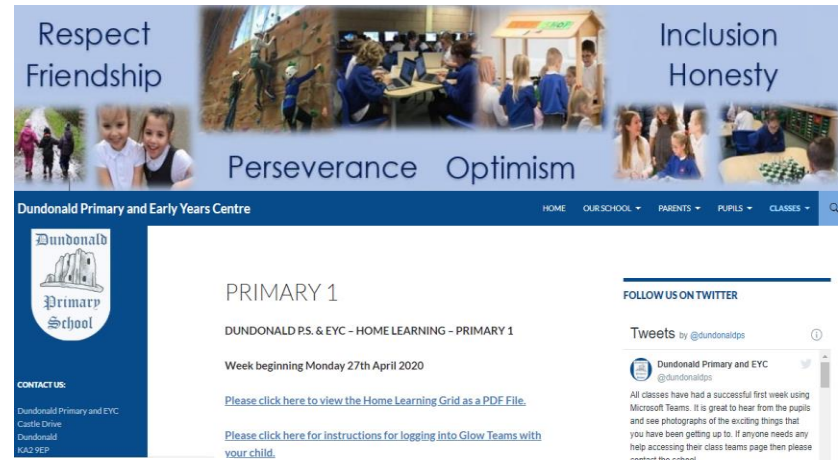 Respect
Friendship
Inclusion
Honesty
Perseverance Optimism
Dundonald Primary and Early Years Centre
HOME OUR SCHOOL PARENTS PUPILS CLASSES
Dundonald
Primary
School
CONTACT US:
Dundonald Primary and EYC
Castle Drive
Dundonald
KA2 9EP
PRIMARY 1
DUNDONALD P.S. & EYC – HOME LEARNING – PRIMARY 1
Week beginning Monday 27th April 2020
Please click here to view the Home Learning Grid as a PDF File.
Please click here for instructions for logging into Glow Teams with
your child.
FOLLOW US ON TWITTER
Tweets by @dundonaldps
Dundonald Primary and EYC
@dundonaldps
All classes have had a successful first week using
Microsoft Teams. It is great to hear from the pupils
and see photographs of the exciting things that
you have been getting up to. If anyone needs any
help accessing their class teams page then please
contact the school